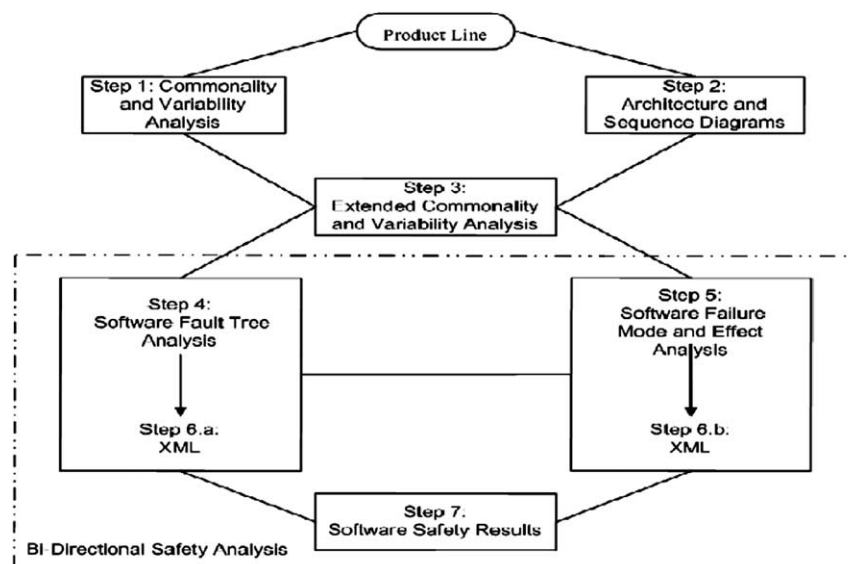 Product Line
Step 1: Commonality
and Variability
Analysis
Step 2:
Architecture and
Sequence Diagrams
Step 3:
Extended Commonality
and Variability Analysis
Step 4:
Software Fault Tree
Analysis
Step 6.a:
XML
Step 5:
Software Failure
Mode and Effect
Analysis
Step 6.b:
XML
Step 7:
Software Safety Results
Bi-Directional Safety Analysis